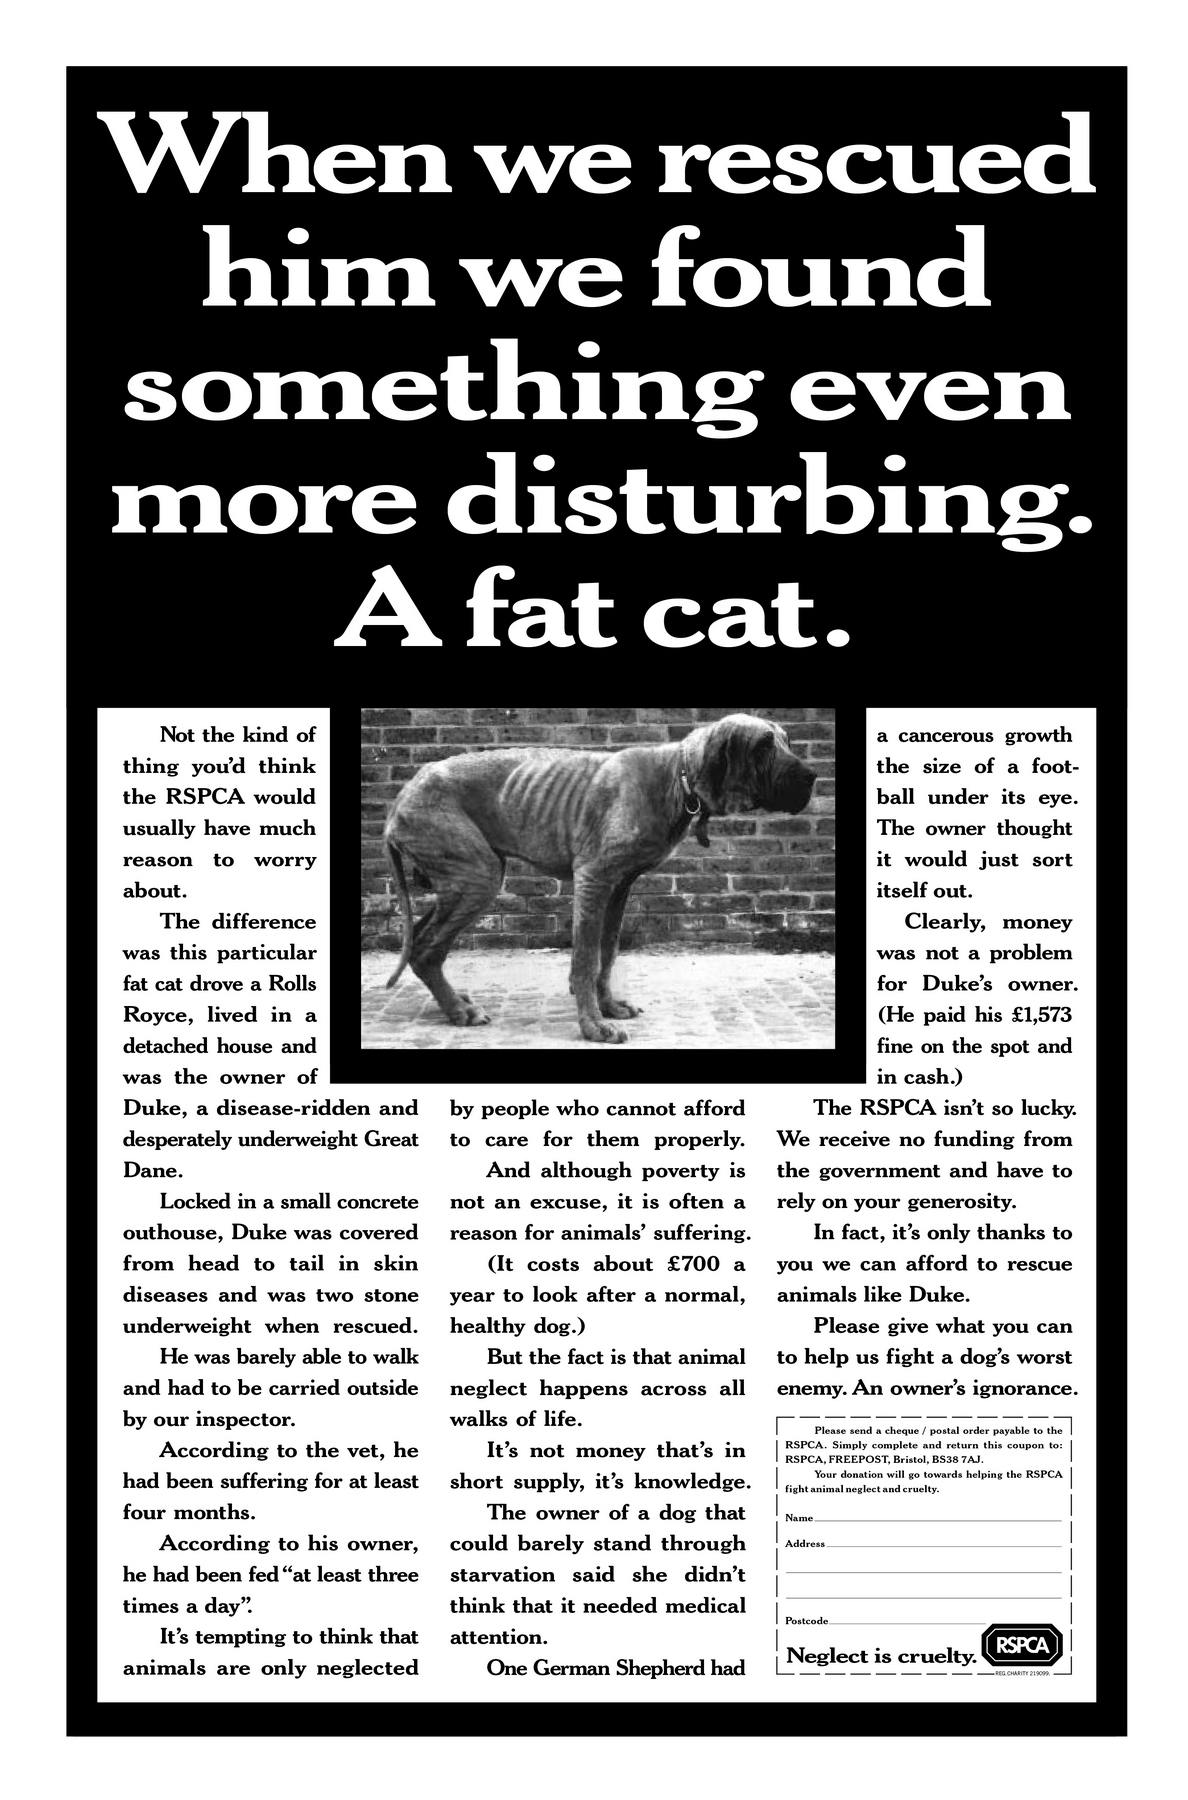 When we rescued
him we found
something even
more disturbing.
A fat cat.
Not the kind of
thing you'd think
the RSPCA would
usually have much
reason to worry
about.
The difference
was this particular
fat cat drove a Rolls
Royce, lived in a
detached house and
was the owner of
Duke, a disease-ridden and
desperately underweight Great
Dane.
Locked in a small concrete
outhouse, Duke was covered
from head to tail in skin
diseases and was two stone
underweight when rescued.
He was barely able to walk
and had to be carried outside
by our inspector.
According to the vet, he
had been suffering for at least
four months.
According to his owner,
he had been fed “at least three
times a day”.
It's tempting to think that
animals are only neglected
by people who cannot afford
to care for them properly.
And although poverty is
not an excuse, it is often a
reason for animals' suffering.
(It costs about £700 a
year to look after a normal,
healthy dog.)
But the fact is that animal
neglect happens across all
walks of life.
It's not money that's in
short supply, it's knowledge.
The owner of a dog that
could barely stand through
starvation said she didn't
think that it needed medical
attention.
One German Shepherd had
a cancerous growth
the size of a foot-
ball under its eye.
The owner thought
it would just sort
itself out.
Clearly, money
was not a problem
for Duke's owner.
(He paid his £1,573
fine on the spot and
in cash.)
The RSPCA isn't so lucky.
We receive no funding from
the government and have to
rely on your generosity.
In fact, it's only thanks to
you we can afford to rescue
animals like Duke.
Please give what you can
to help us fight a dog's worst
enemy. An owner's ignorance.
Please send a cheque / postal order payable to the
RSPCA. Simply complete and return this coupon to:
RSPCA, FREEPOST, Bristol, BS38 7AJ.
Your donation will go towards helping the RSPCA
fight animal neglect and cruelty.
Name
Address
Postcode
Neglect is cruelty.
RSPCA
REG. CHARITY 219099.